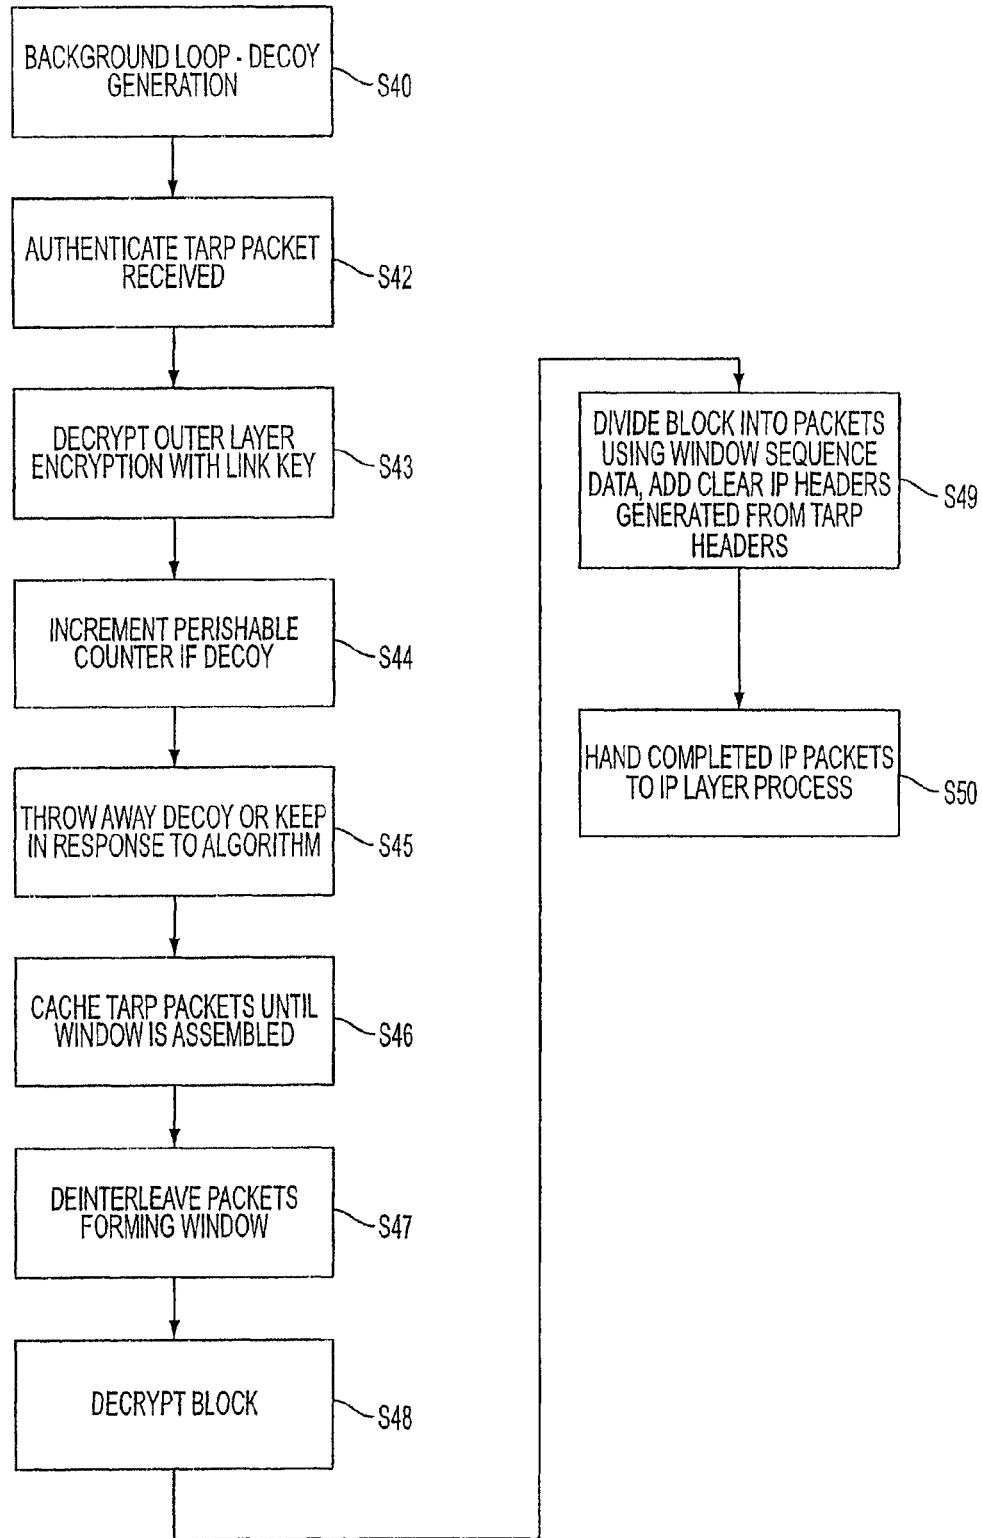 BACKGROUND LOOP - DECOY
GENERATION
S40
AUTHENTICATE TARP PACKET
RECEIVED
S42
DECRYPT OUTER LAYER
ENCRYPTION WITH LINK KEY
S43
INCREMENT PERISHABLE
COUNTER IF DECOY
S44
THROW AWAY DECOY OR KEEP
IN RESPONSE TO ALGORITHM
S45
CACHE TARP PACKETS UNTIL
WINDOW IS ASSEMBLED
S46
DEINTERLEAVE PACKETS
FORMING WINDOW
S47
DECRYPT BLOCK
S48
DIVIDE BLOCK INTO PACKETS
USING WINDOW SEQUENCE
DATA, ADD CLEAR IP HEADERS
GENERATED FROM TARP
HEADERS
S49
HAND COMPLETED IP PACKETS
TO IP LAYER PROCESS
S50